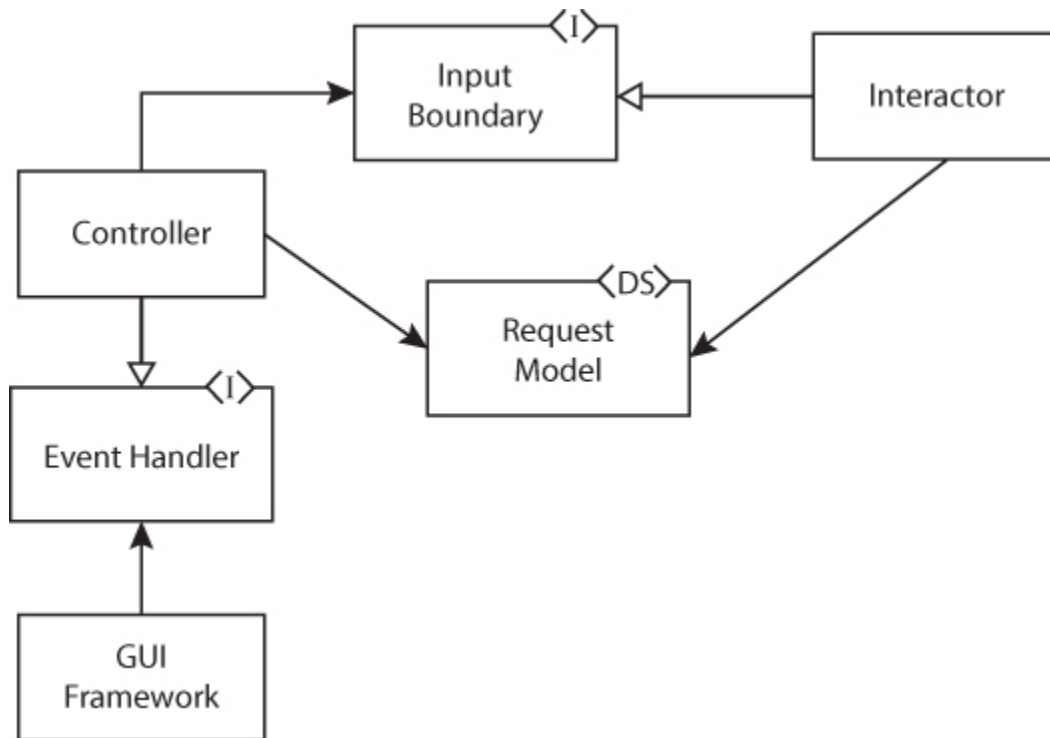 <I>
Input
Boundary
Interactor
Controller
<DS>
Request
Model
<I>
Event Handler
GUI
Framework